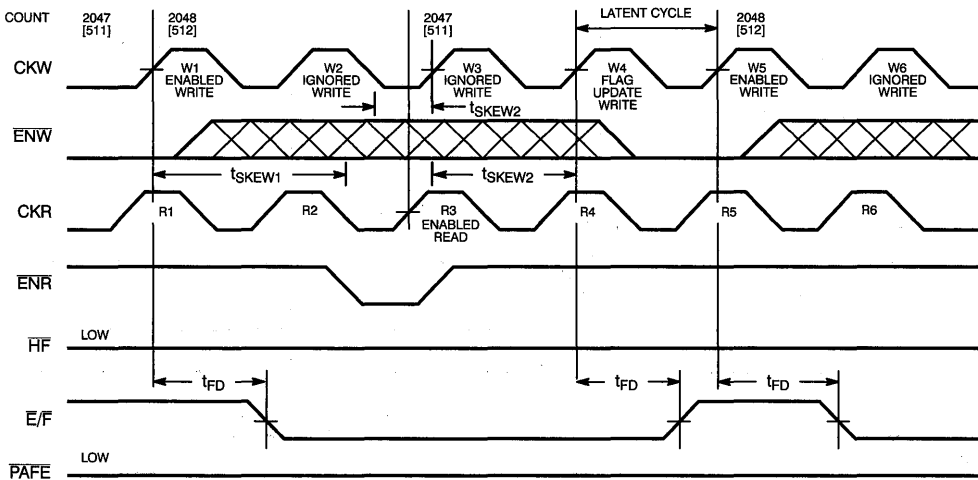 COUNT 2047 2048 2047 LATENT CYCLE 2048
[511] [512] [511] [512]
CKW W1 ENABLED WRITE W2 IGNORED WRITE W3 IGNORED WRITE W4 FLAG UPDATE WRITE W5 ENABLED WRITE W6 IGNORED WRITE
tSKEW2
ENW
tSKEW1 tSKEW2
CKR R1 R2 R3 ENABLED READ R4 R5 R6
ENR
HF LOW
tFD tFD tFD
E/F
PAFE LOW